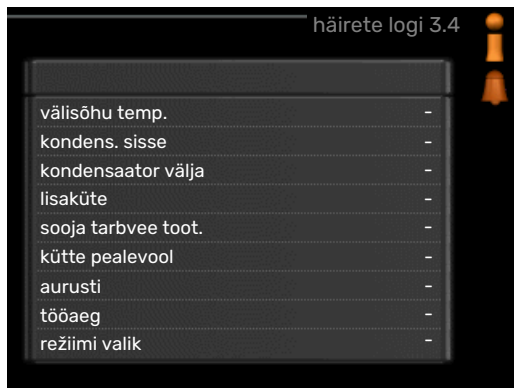 häirete logi 3.4
välisõhu temp. -
kondens. sisse -
kondensaator välja -
lisaküte -
sooja tarbvee toot. -
kütte pealevool -
aurusti -
tööaeg -
režiimi valik -